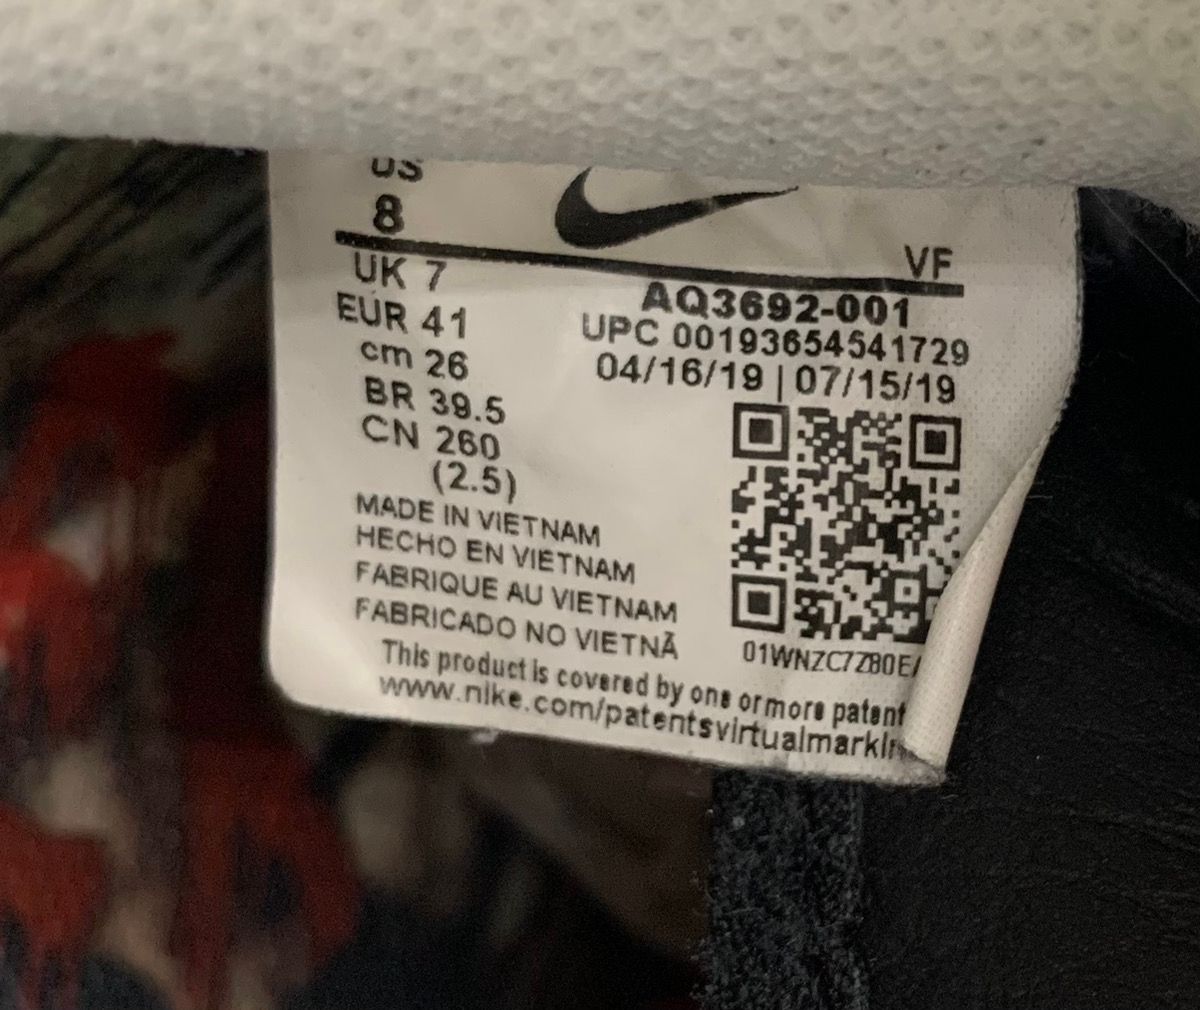 US
8
VF
UK 7
EUR 41
cm 26
BR 39.5
CN 260
(2.5)
AQ3692-001
UPC 00193654541729
04/16/19 | 07/15/19
MADE IN VIETNAM
HECHO EN VIETNAM
FABRIQUE AU VIETNAM
FABRICADO NO VIETNÃ
01WNZC7Z80E
This product is covered by one or more patent
www.nike.com/patentsvirtualmarki